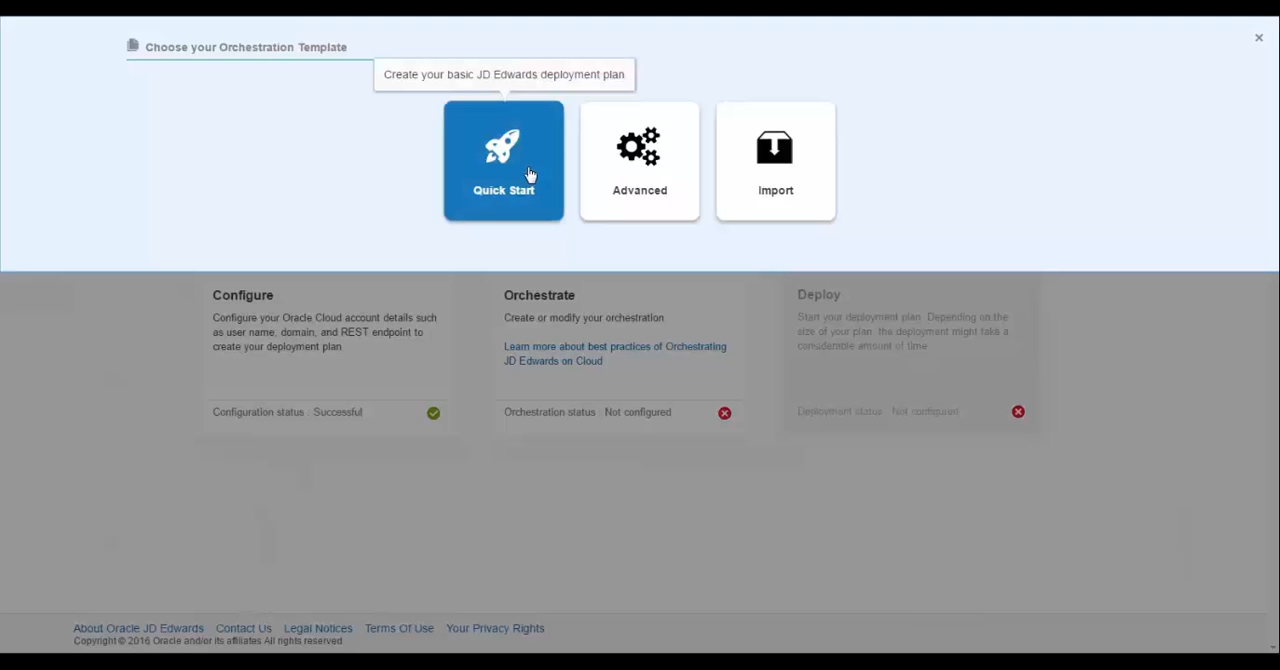 Choose your Orchestration Template
×
Create your basic JD Edwards deployment plan
Quick Start
Advanced
Import
Configure
Configure your Oracle Cloud account details such
as user name, domain, and REST endpoint to
create your deployment plan
Configuration status : Successful
Orchestrate
Create or modify your orchestration
Learn more about best practices of Orchestrating
JD Edwards on Cloud
Orchestration status : Not configured
Deploy
Start your deployment plan. Depending on the
size of your plan, the deployment might take a
considerable amount of time
Deployment status : Not configured
About Oracle JD Edwards Contact Us Legal Notices Terms Of Use Your Privacy Rights
Copyright © 2016 Oracle and/or its affiliates All rights reserved